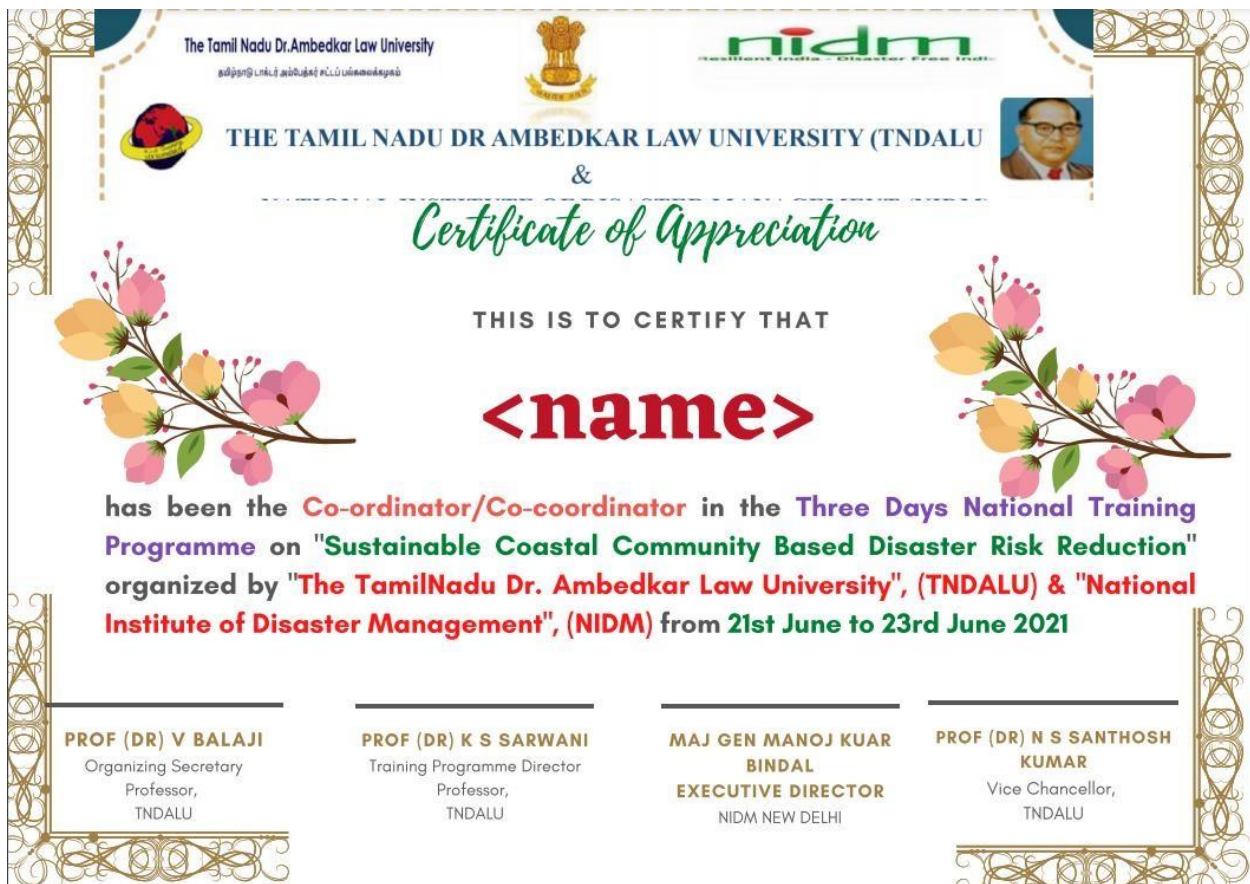 The Tamil Nadu Dr.Ambedkar Law University
தமிழ்நாடு டாக்டர் அம்பேத்கர் சட்டப் பல்கலைக்கழகம்
nidm
Resilient India - Disaster Free Indi
THE TAMIL NADU DR AMBEDKAR LAW UNIVERSITY (TNDALU
&
Certificate of Appreciation
THIS IS TO CERTIFY THAT
<name>
has been the Co-ordinator/Co-coordinator in the Three Days National Training
Programme on "Sustainable Coastal Community Based Disaster Risk Reduction"
organized by "The TamilNadu Dr. Ambedkar Law University", (TNDALU) & "National
Institute of Disaster Management", (NIDM) from 21st June to 23rd June 2021
PROF (DR) V BALAJI
Organizing Secretary
Professor,
TNDALU
PROF (DR) K S SARWANI
Training Programme Director
Professor,
TNDALU
MAJ GEN MANOJ KUAR
BINDAL
EXECUTIVE DIRECTOR
NIDM NEW DELHI
PROF (DR) N S SANTHOSH
KUMAR
Vice Chancellor,
TNDALU